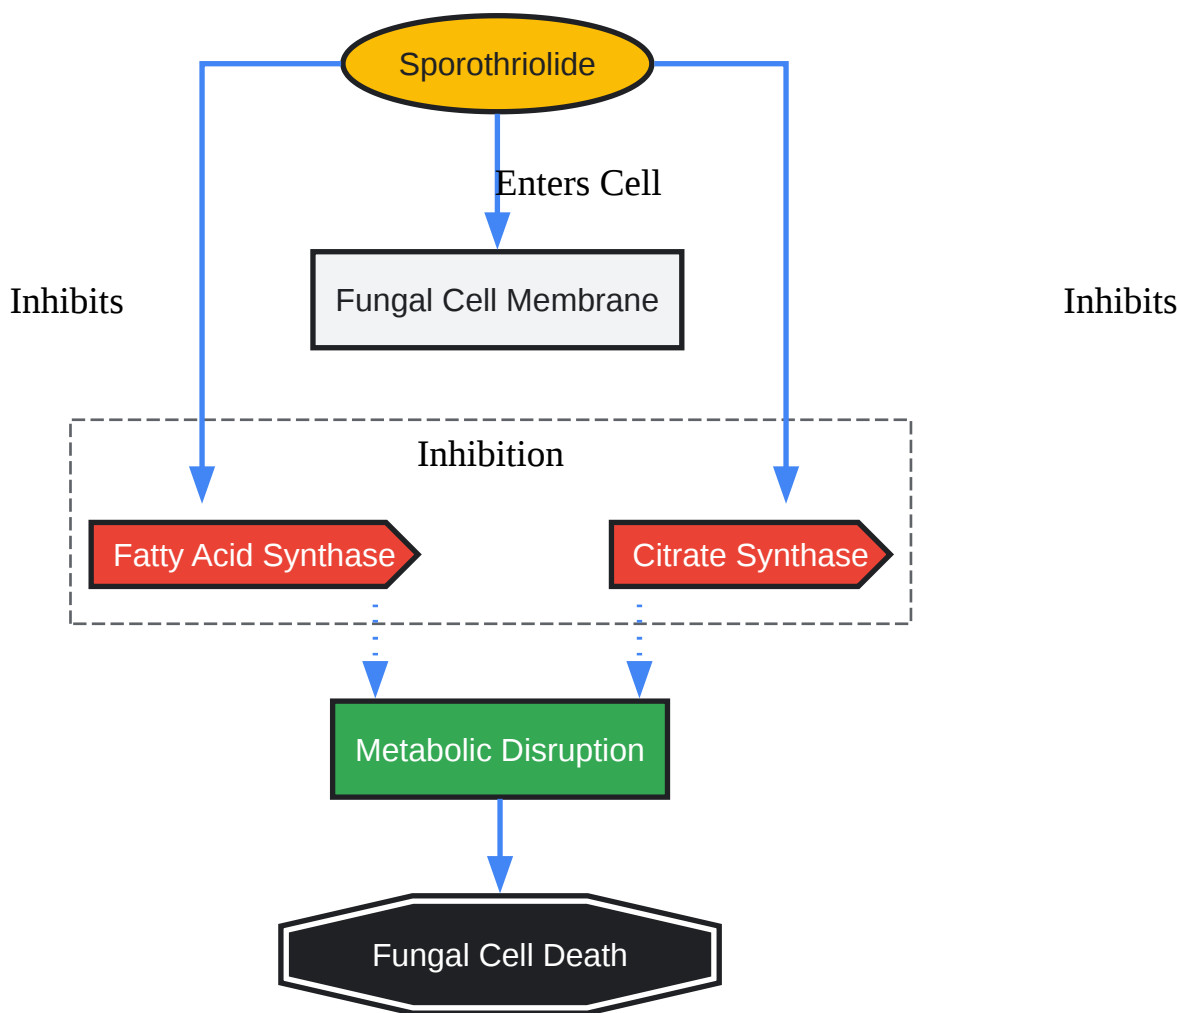 Sporothriolide
Enters Cell
Inhibits
Fungal Cell Membrane
Inhibits
Inhibition
Fatty Acid Synthase
Citrate Synthase
Metabolic Disruption
Fungal Cell Death